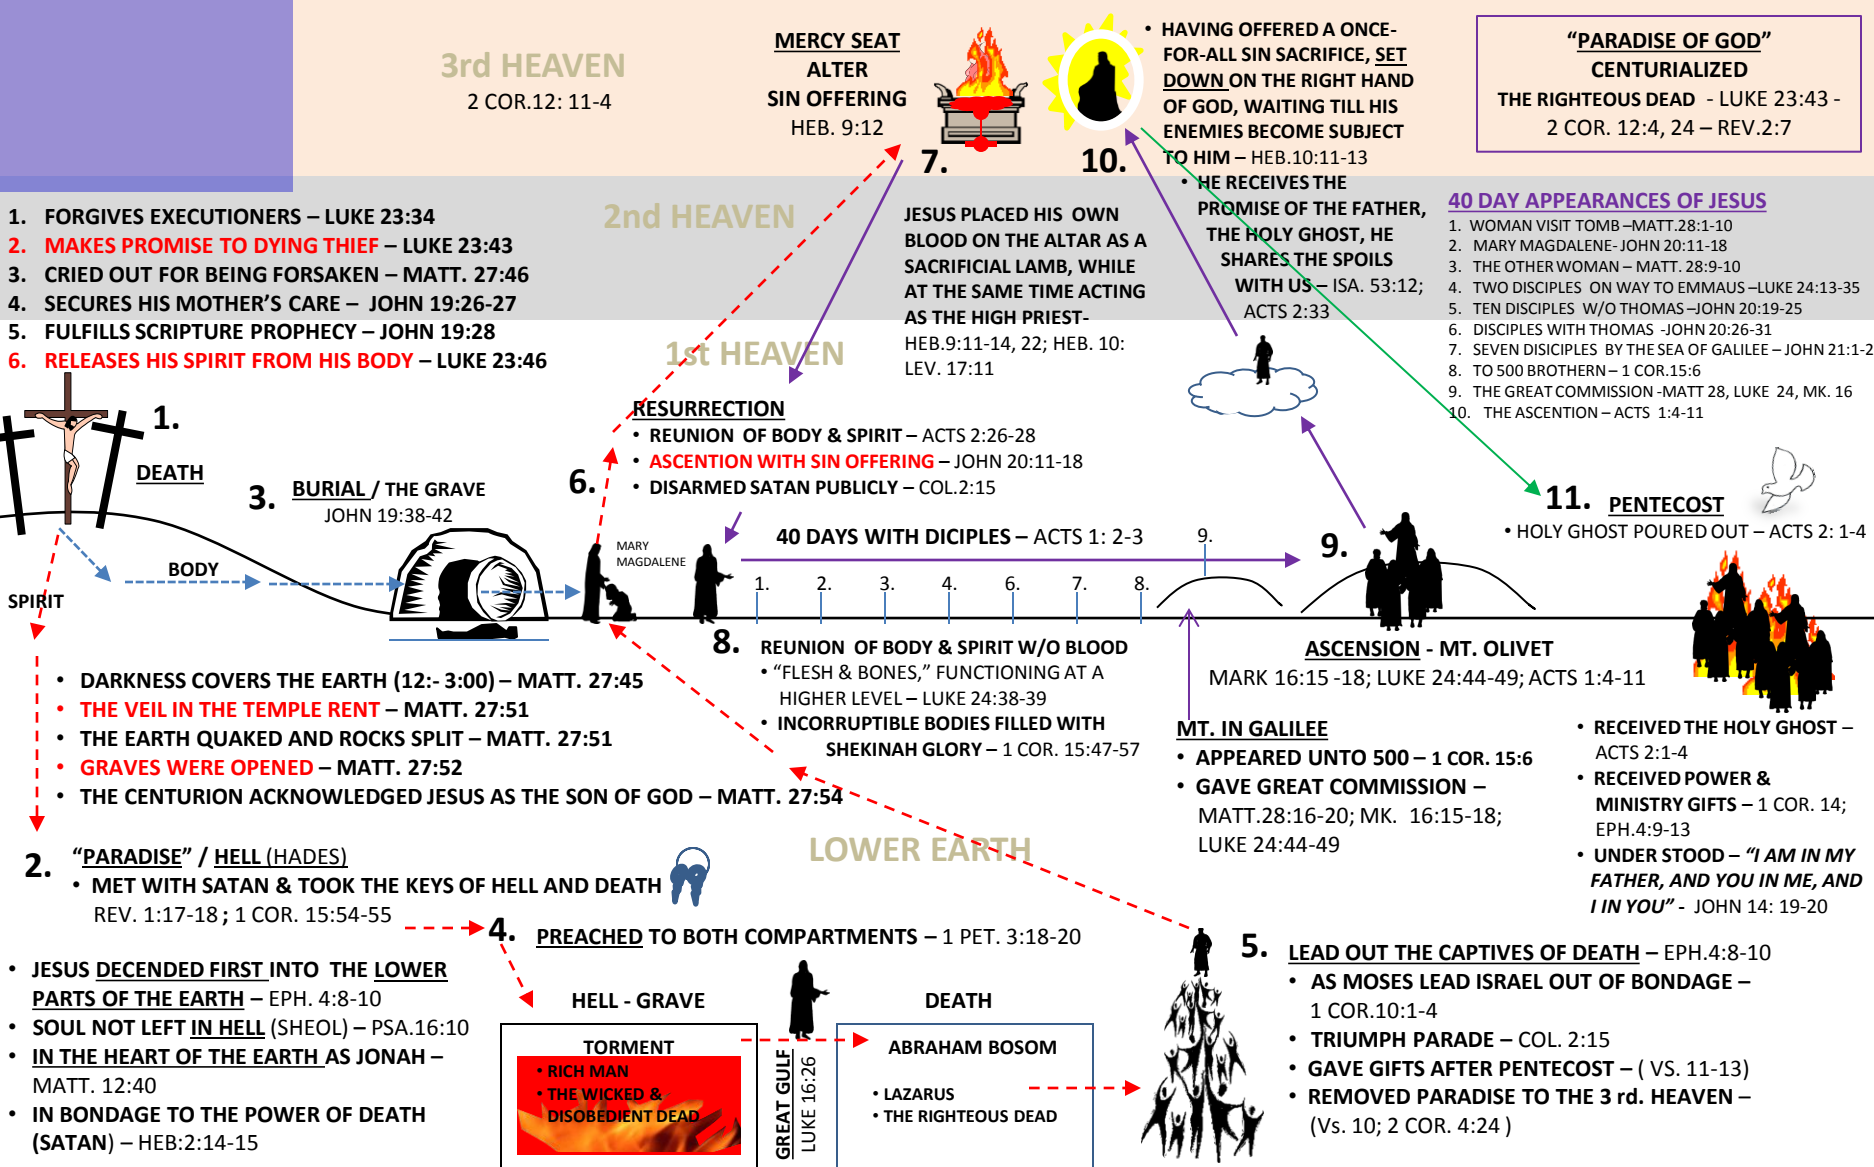 3rd HEAVEN
2 COR.12: 11-4
MERCY SEAT
ALTER
SIN OFFERING
HEB. 9:12
7.
10.
• HAVING OFFERED A ONCE-
FOR-ALL SIN SACRIFICE, SET
DOWN ON THE RIGHT HAND
OF GOD, WAITING TILL HIS
ENEMIES BECOME SUBJECT
TO HIM – HEB.10:11-13
• HE RECEIVES THE
PROMISE OF THE FATHER,
THE HOLY GHOST, HE
SHARES THE SPOILS
WITH US – ISA. 53:12;
ACTS 2:33
“PARADISE OF GOD”
CENTURIALIZED
THE RIGHTEOUS DEAD - LUKE 23:43 -
2 COR. 12:4, 24 – REV.2:7
1. FORGIVES EXECUTIONERS – LUKE 23:34
2. MAKES PROMISE TO DYING THIEF – LUKE 23:43
3. CRIED OUT FOR BEING FORSAKEN – MATT. 27:46
4. SECURES HIS MOTHER’S CARE – JOHN 19:26-27
5. FULFILLS SCRIPTURE PROPHECY – JOHN 19:28
6. RELEASES HIS SPIRIT FROM HIS BODY – LUKE 23:46
2nd HEAVEN
JESUS PLACED HIS OWN
BLOOD ON THE ALTAR AS A
SACRIFICIAL LAMB, WHILE
AT THE SAME TIME ACTING
AS THE HIGH PRIEST-
HEB.9:11-14, 22; HEB. 10:
LEV. 17:11
40 DAY APPEARANCES OF JESUS
1. WOMAN VISIT TOMB –MATT.28:1-10
2. MARY MAGDALENE- JOHN 20:11-18
3. THE OTHER WOMAN – MATT. 28:9-10
4. TWO DISCIPLES ON WAY TO EMMAUS –LUKE 24:13-35
5. TEN DISCIPLES W/O THOMAS –JOHN 20:19-25
6. DISCIPLES WITH THOMAS -JOHN 20:26-31
7. SEVEN DISICIPLES BY THE SEA OF GALILEE – JOHN 21:1-2
8. TO 500 BROTHERN – 1 COR.15:6
9. THE GREAT COMMISSION -MATT 28, LUKE 24, MK. 16
10. THE ASCENTION – ACTS 1:4-11
1st HEAVEN
1.
DEATH
3. BURIAL / THE GRAVE
JOHN 19:38-42
6.
RESURRECTION
• REUNION OF BODY & SPIRIT – ACTS 2:26-28
• ASCENTION WITH SIN OFFERING – JOHN 20:11-18
• DISARMED SATAN PUBLICLY – COL.2:15
MARY
MAGDALENE
40 DAYS WITH DICIPLES – ACTS 1: 2-3
9.
9.
11. PENTECOST
• HOLY GHOST POURED OUT – ACTS 2: 1-4
BODY
SPIRIT
1. 2. 3. 4. 6. 7. 8.
8. REUNION OF BODY & SPIRIT W/O BLOOD
• “FLESH & BONES,” FUNCTIONING AT A
HIGHER LEVEL – LUKE 24:38-39
• INCORRUPTIBLE BODIES FILLED WITH
SHEKINAH GLORY – 1 COR. 15:47-57
ASCENSION - MT. OLIVET
MARK 16:15 -18; LUKE 24:44-49; ACTS 1:4-11
• DARKNESS COVERS THE EARTH (12:- 3:00) – MATT. 27:45
• THE VEIL IN THE TEMPLE RENT – MATT. 27:51
• THE EARTH QUAKED AND ROCKS SPLIT – MATT. 27:51
• GRAVES WERE OPENED – MATT. 27:52
• THE CENTURION ACKNOWLEDGED JESUS AS THE SON OF GOD – MATT. 27:54
MT. IN GALILEE
• APPEARED UNTO 500 – 1 COR. 15:6
• GAVE GREAT COMMISSION –
MATT.28:16-20; MK. 16:15-18;
LUKE 24:44-49
• RECEIVED THE HOLY GHOST –
ACTS 2:1-4
• RECEIVED POWER &
MINISTRY GIFTS – 1 COR. 14;
EPH.4:9-13
• UNDER STOOD – “I AM IN MY
FATHER, AND YOU IN ME, AND
I IN YOU” - JOHN 14: 19-20
LOWER EARTH
2. “PARADISE” / HELL (HADES)
• MET WITH SATAN & TOOK THE KEYS OF HELL AND DEATH
REV. 1:17-18 ; 1 COR. 15:54-55
4. PREACHED TO BOTH COMPARTMENTS – 1 PET. 3:18-20
• JESUS DECENDED FIRST INTO THE LOWER
PARTS OF THE EARTH – EPH. 4:8-10
• SOUL NOT LEFT IN HELL (SHEOL) – PSA.16:10
• IN THE HEART OF THE EARTH AS JONAH –
MATT. 12:40
• IN BONDAGE TO THE POWER OF DEATH
(SATAN) – HEB:2:14-15
HELL - GRAVE
TORMENT
• RICH MAN
• THE WICKED &
DISOBEDIENT DEAD
GREAT GULF
LUKE 16:26
DEATH
ABRAHAM BOSOM
• LAZARUS
• THE RIGHTEOUS DEAD
5. LEAD OUT THE CAPTIVES OF DEATH – EPH.4:8-10
• AS MOSES LEAD ISRAEL OUT OF BONDAGE –
1 COR.10:1-4
• TRIUMPH PARADE – COL. 2:15
• GAVE GIFTS AFTER PENTECOST – ( VS. 11-13)
• REMOVED PARADISE TO THE 3 rd. HEAVEN –
(Vs. 10; 2 COR. 4:24 )